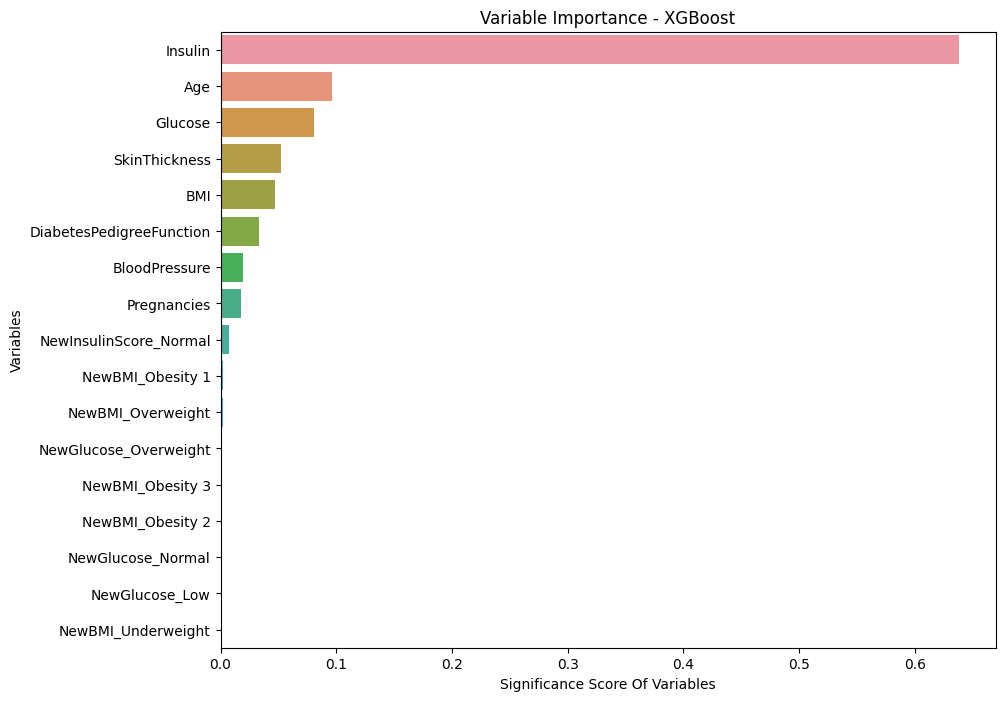 Variable Importance - XGBoost
Variables
Insulin
Age
Glucose
SkinThickness
BMI
DiabetesPedigreeFunction
BloodPressure
Pregnancies
NewInsulinScore_Normal
NewBMI_Obesity 1
NewBMI_Overweight
NewGlucose_Overweight
NewBMI_Obesity 3
NewBMI_Obesity 2
NewGlucose_Normal
NewGlucose_Low
NewBMI_Underweight
0.0 0.1 0.2 0.3 0.4 0.5 0.6
Significance Score Of Variables